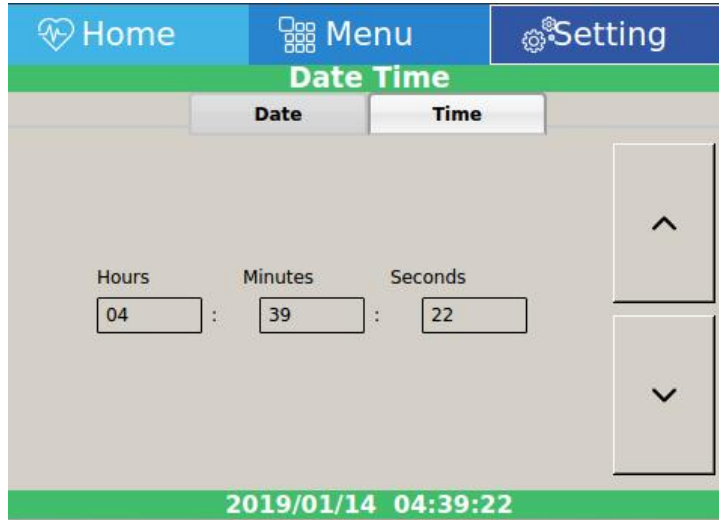 Home Menu Setting
Date Time
Date Time
Hours Minutes Seconds
04 : 39 : 22
2019/01/14 04:39:22